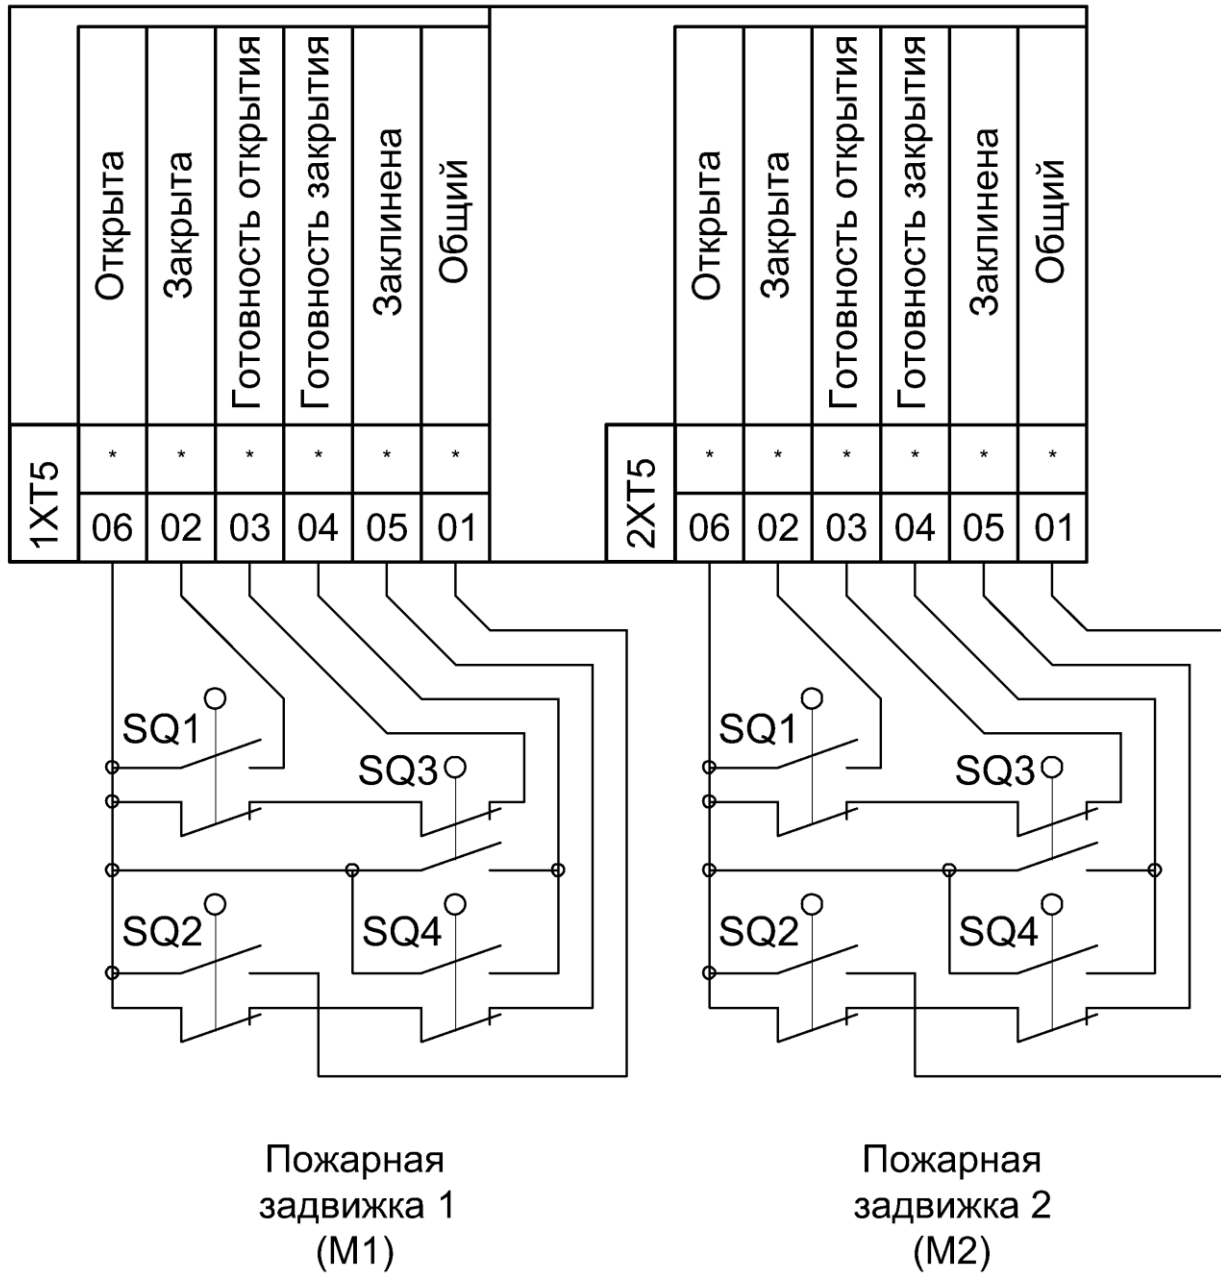 Открыта
Закрыта
Готовность открытия
Готовность закрытия
Заклинена
Общий
1XT5
* * * * * *
06 02 03 04 05 01
Открыта
Закрыта
Готовность открытия
Готовность закрытия
Заклинена
Общий
2XT5
* * * * * *
06 02 03 04 05 01
SQ1
SQ3
SQ2
SQ4
SQ1
SQ3
SQ2
SQ4
Пожарная
задвижка 1
(M1)
Пожарная
задвижка 2
(M2)